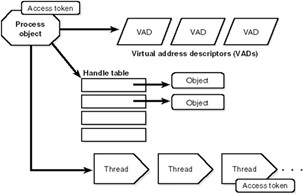 Access token
Process
object
VAD
VAD
VAD
Virtual address descriptors (VADs)
Handle table
Object
Object
Thread
Thread
Thread
. . .
Access token